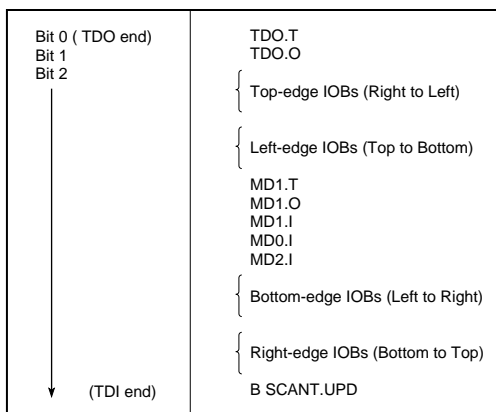 Bit 0 ( TDO end)
Bit 1
Bit 2
(TDI end)
TDO.T
TDO.O
Top-edge IOBs (Right to Left)
Left-edge IOBs (Top to Bottom)
MD1.T
MD1.O
MD1.I
MD0.I
MD2.I
Bottom-edge IOBs (Left to Right)
Right-edge IOBs (Bottom to Top)
B SCANT.UPD